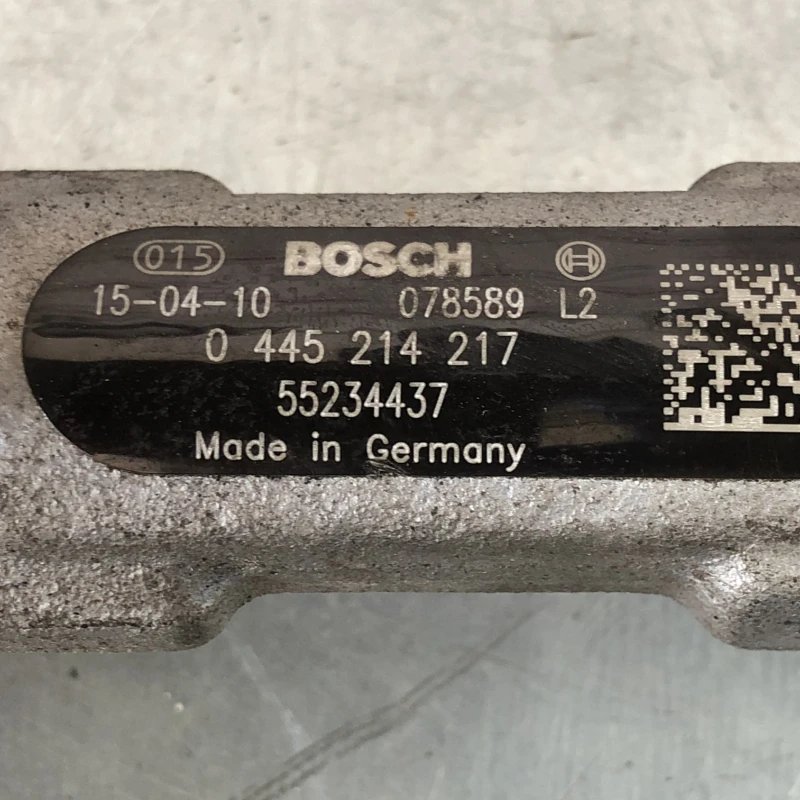 015 BOSCH
15-04-10 078589 L2
0 445 214 217
55234437
Made in Germany